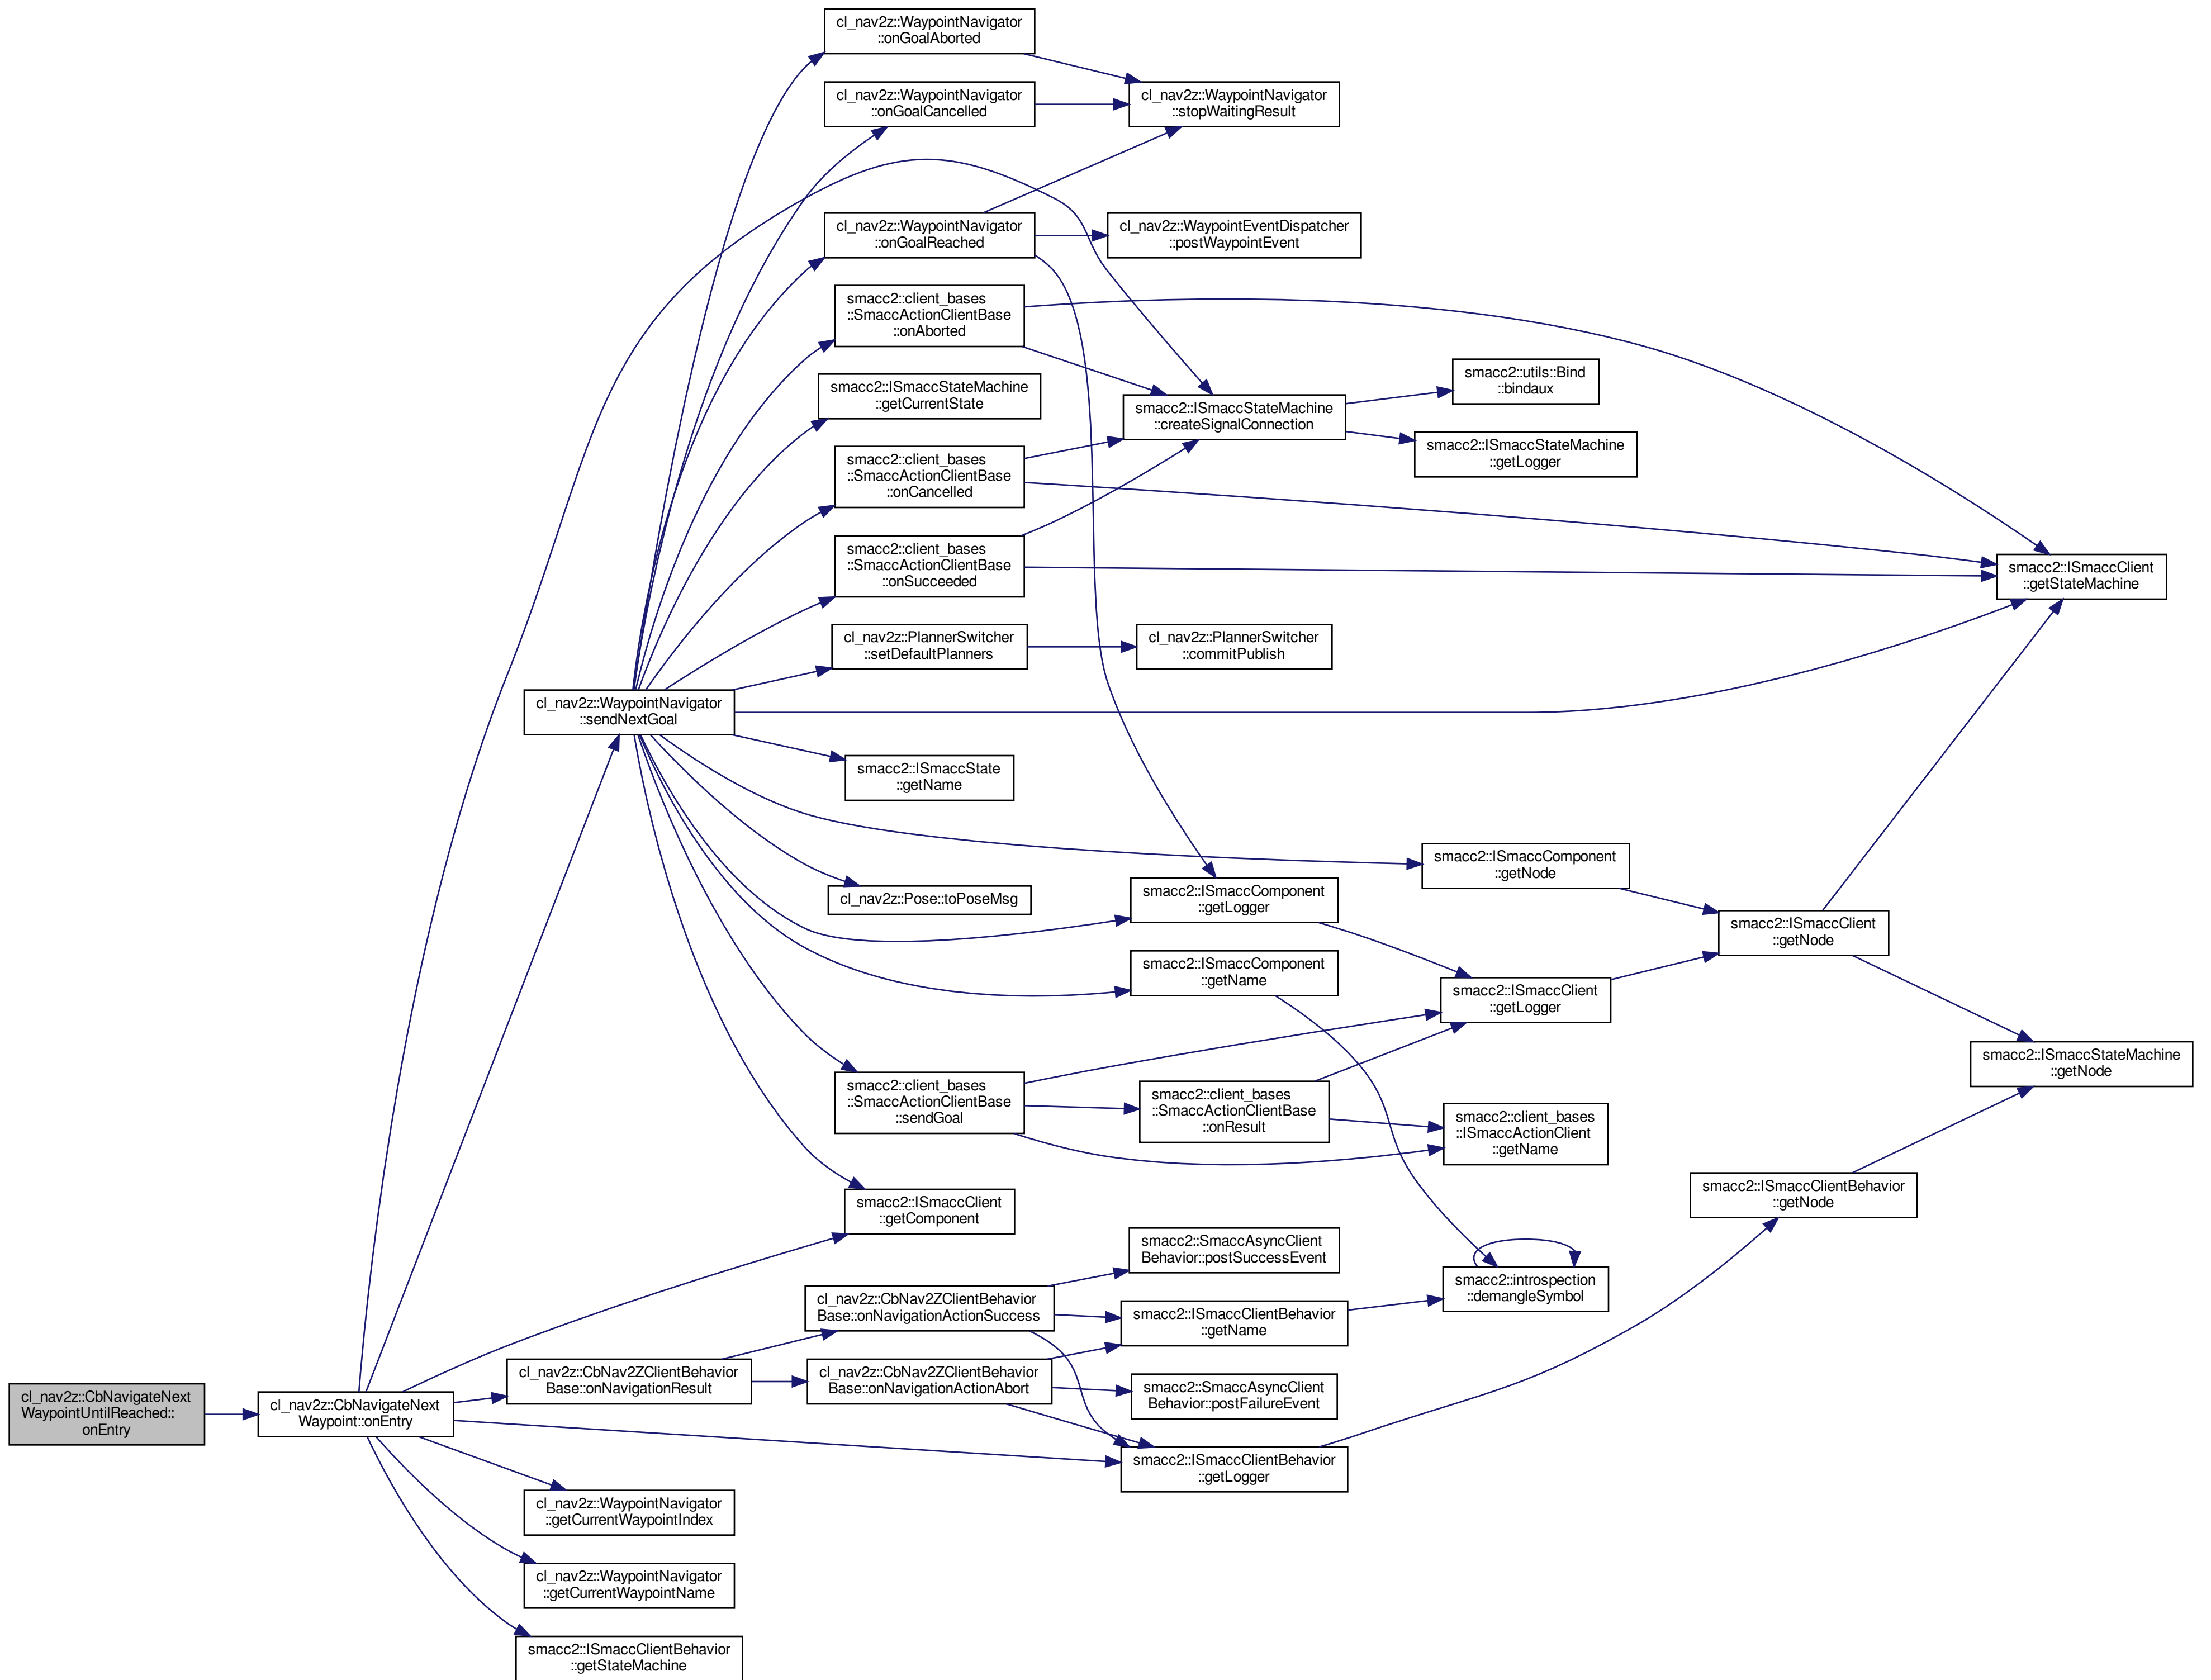 cl_nav2z::WaypointNavigator
::onGoalAborted
cl_nav2z::WaypointNavigator
::onGoalCancelled
cl_nav2z::WaypointNavigator
::stopWaitingResult
cl_nav2z::WaypointNavigator
::onGoalReached
cl_nav2z::WaypointEventDispatcher
::postWaypointEvent
smacc2::client_bases
::SmaccActionClientBase
::onAborted
smacc2::ISmaccStateMachine
::getCurrentState
smacc2::ISmaccStateMachine
::createSignalConnection
smacc2::utils::Bind
::bindaux
smacc2::ISmaccStateMachine
::getLogger
smacc2::client_bases
::SmaccActionClientBase
::onCancelled
smacc2::client_bases
::SmaccActionClientBase
::onSucceeded
smacc2::ISmaccClient
::getStateMachine
cl_nav2z::PlannerSwitcher
::setDefaultPlanners
cl_nav2z::PlannerSwitcher
::commitPublish
cl_nav2z::WaypointNavigator
::sendNextGoal
smacc2::ISmaccState
::getName
smacc2::ISmaccComponent
::getNode
cl_nav2z::Pose::toPoseMsg
smacc2::ISmaccComponent
::getLogger
smacc2::ISmaccClient
::getNode
smacc2::ISmaccComponent
::getName
smacc2::ISmaccClient
::getLogger
smacc2::ISmaccStateMachine
::getNode
smacc2::client_bases
::SmaccActionClientBase
::sendGoal
smacc2::client_bases
::SmaccActionClientBase
::onResult
smacc2::client_bases
::ISmaccActionClient
::getName
smacc2::ISmaccClientBehavior
::getNode
smacc2::ISmaccClient
::getComponent
smacc2::SmaccAsyncClient
Behavior::postSuccessEvent
smacc2::introspection
::demangleSymbol
cl_nav2z::CbNav2ZClientBehavior
Base::onNavigationActionSuccess
smacc2::ISmaccClientBehavior
::getName
cl_nav2z::CbNav2ZClientBehavior
Base::onNavigationResult
cl_nav2z::CbNav2ZClientBehavior
Base::onNavigationActionAbort
smacc2::SmaccAsyncClient
Behavior::postFailureEvent
cl_nav2z::CbNavigateNext
WaypointUntilReached::
onEntry
cl_nav2z::CbNavigateNext
Waypoint::onEntry
smacc2::ISmaccClientBehavior
::getLogger
cl_nav2z::WaypointNavigator
::getCurrentWaypointIndex
cl_nav2z::WaypointNavigator
::getCurrentWaypointName
smacc2::ISmaccClientBehavior
::getStateMachine